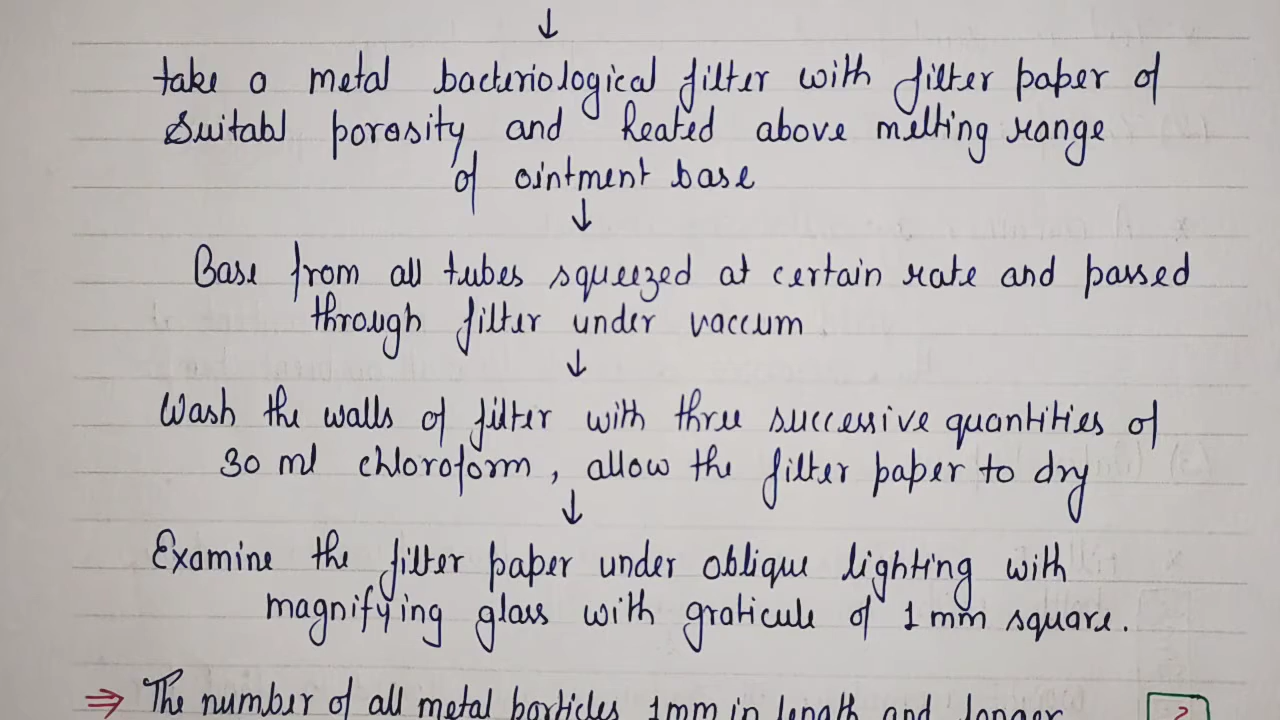 ↓
take a metal bacteriological filter with filter paper of
Suitabl porosity and heated above melting range
of ointment base
↓
Base from all tubes squeezed at certain rate and passed
through filter under vaccum
↓
Wash the walls of filter with three successive quantities of
30 ml chloroform, allow the filter paper to dry
↓
Examine the filter paper under oblique lighting with
magnifying glass with graticule of 1 mm square.
⇒ The number of all metal particles 1mm in length and longer